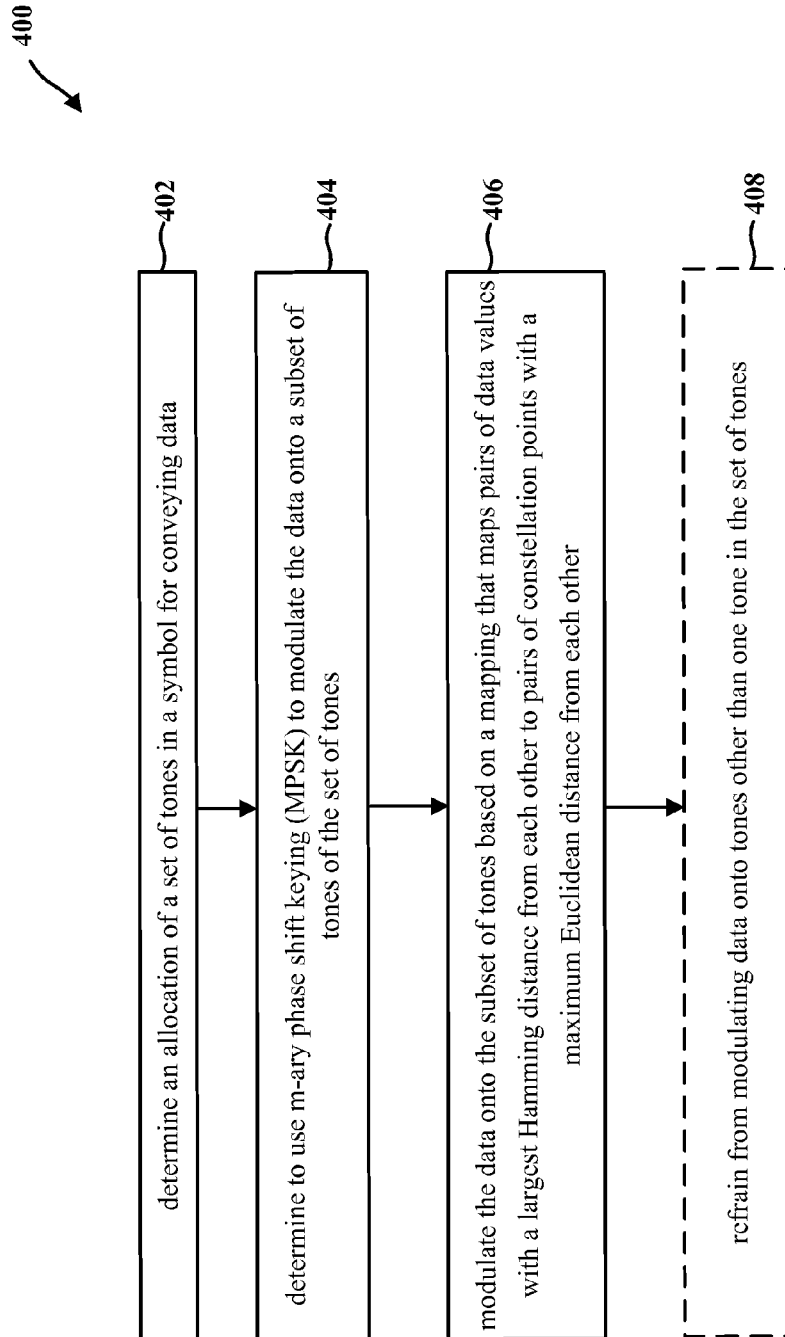 400
402
determine an allocation of a set of tones in a symbol for conveying data
404
determine to use m-ary phase shift keying (MPSK) to modulate the data onto a subset of
tones of the set of tones
406
modulate the data onto the subset of tones based on a mapping that maps pairs of data values
with a largest Hamming distance from each other to pairs of constellation points with a
maximum Euclidean distance from each other
408
refrain from modulating data onto tones other than one tone in the set of tones